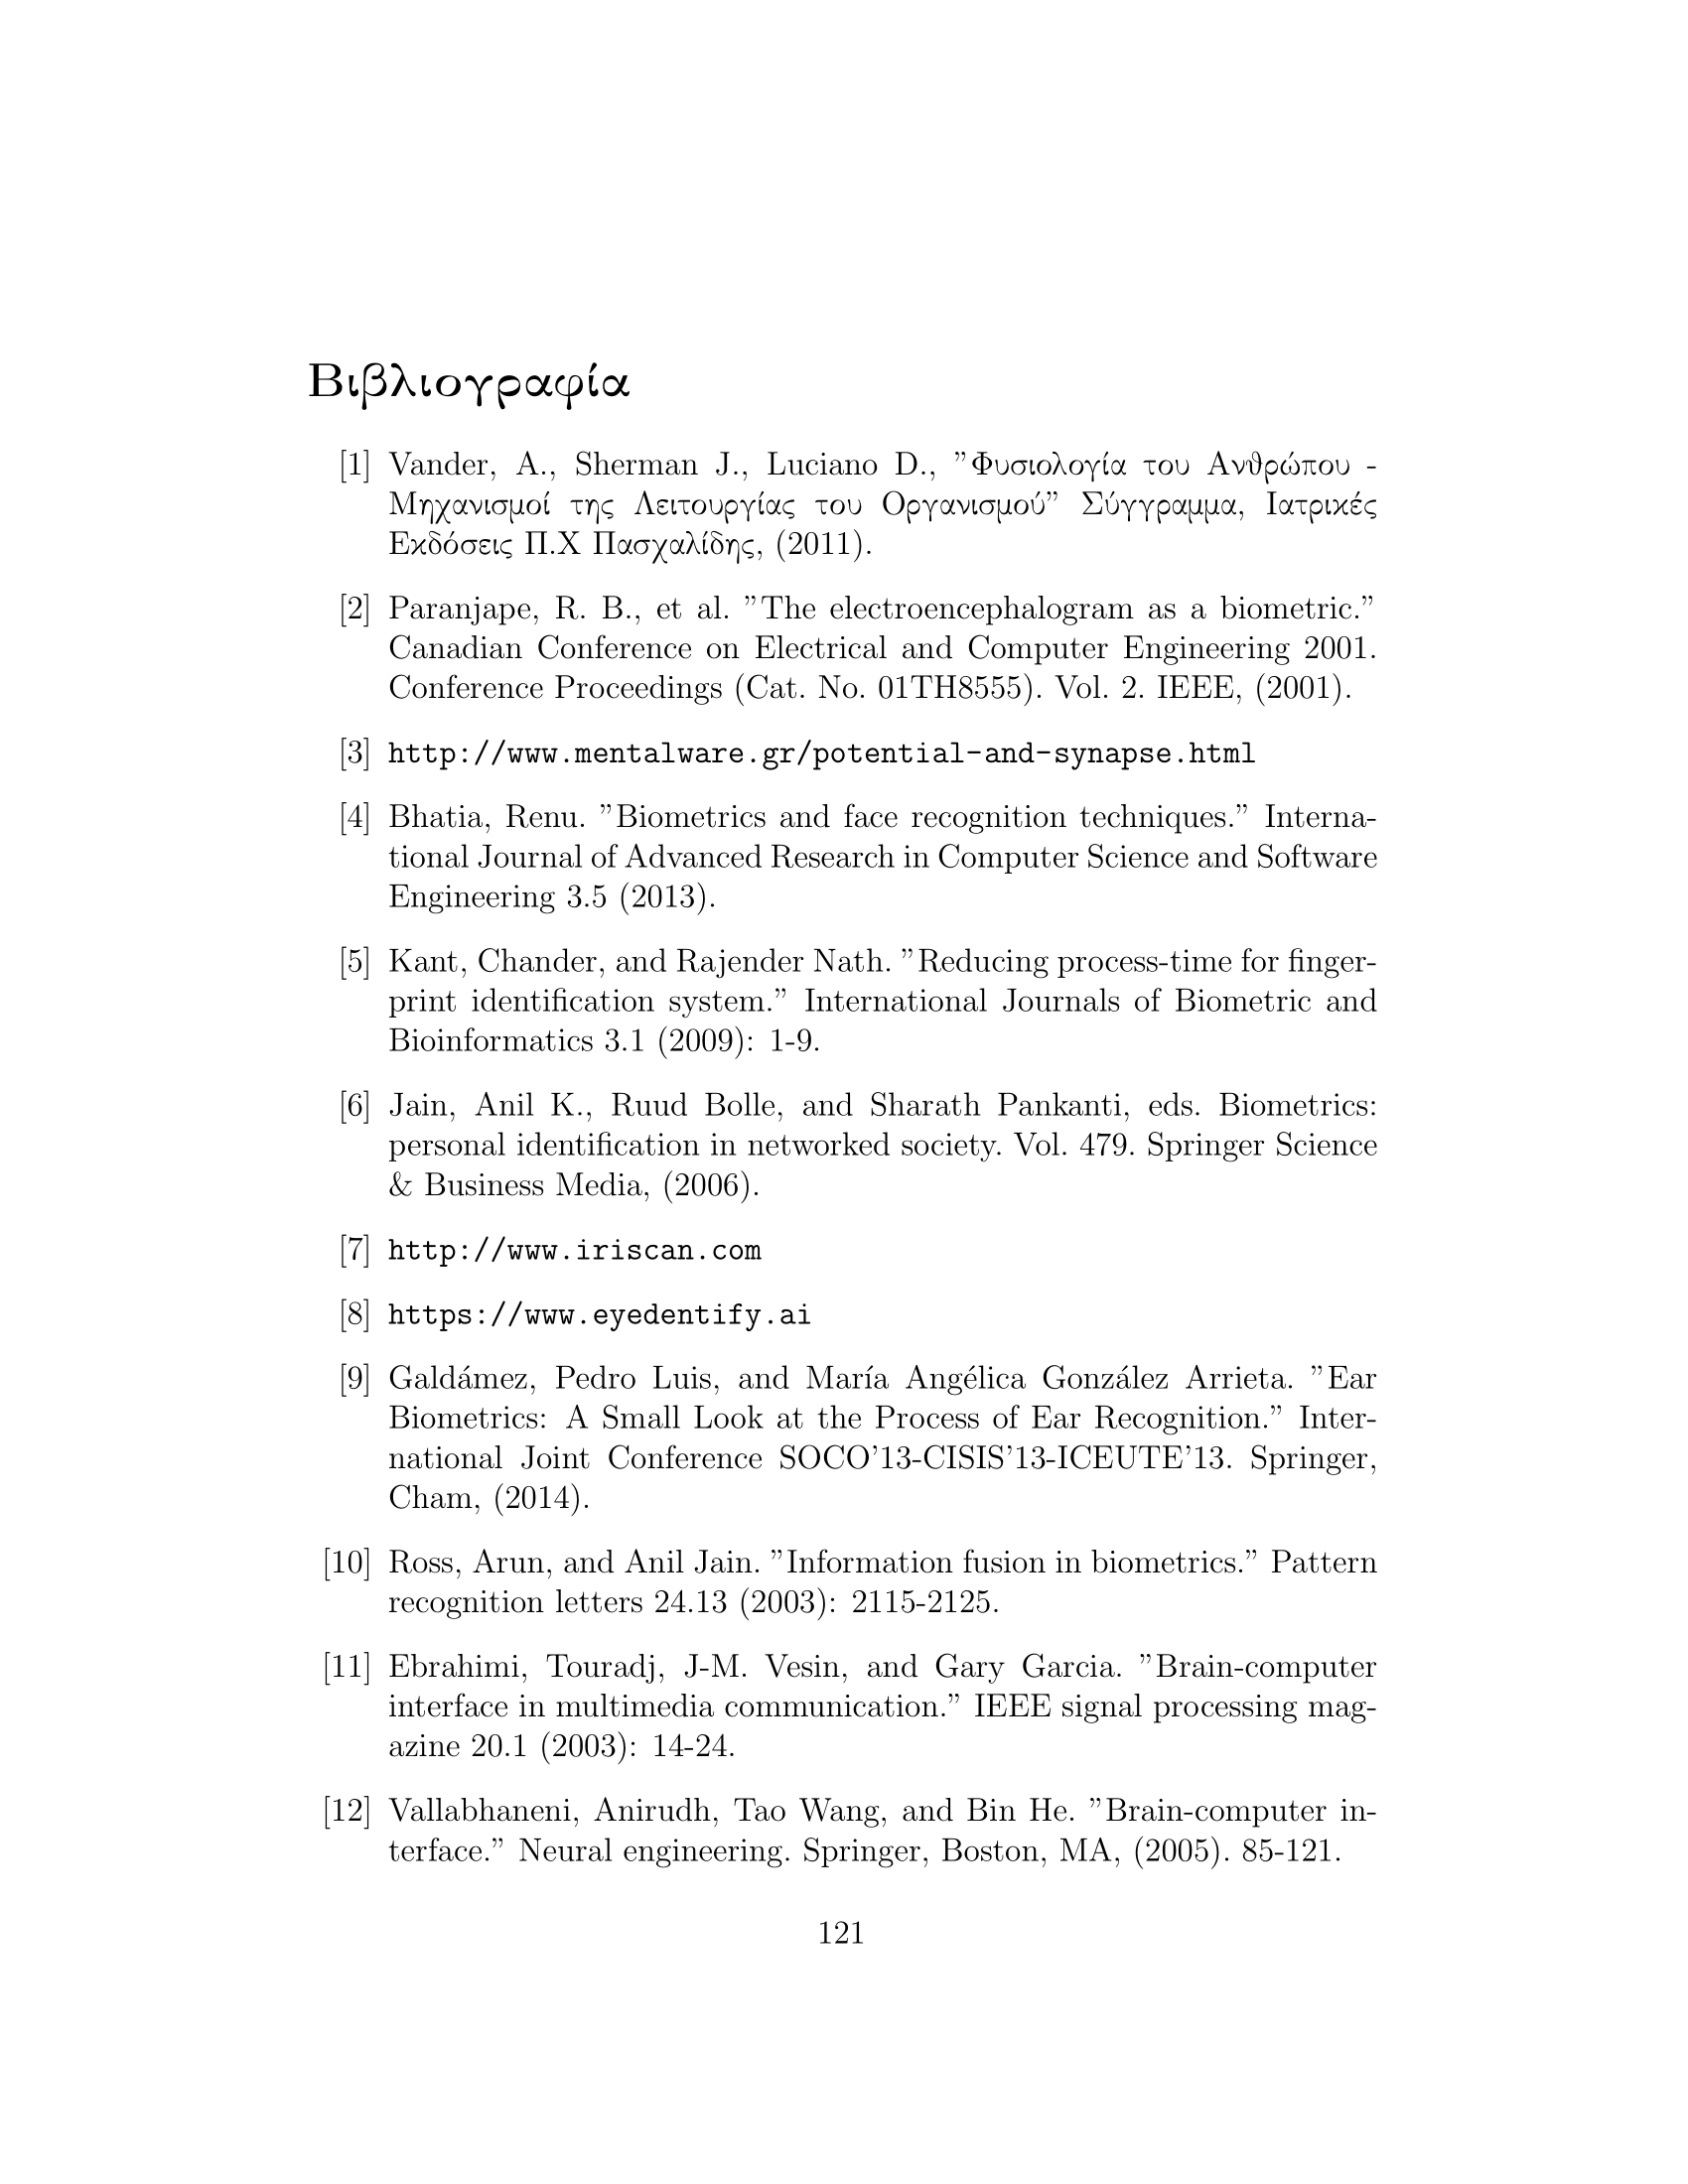 Βιβλιογραφία
[1] Vander, A., Sherman J., Luciano D., ”Φυσιολογία του Ανθρώπου -
Μηχανισμοί της Λειτουργίας του Οργανισμού” Σύγγραμμα, Ιατρικές
Εκδόσεις Π.Χ Πασχαλίδης, (2011).
[2] Paranjape, R. B., et al. ”The electroencephalogram as a biometric.”
Canadian Conference on Electrical and Computer Engineering 2001.
Conference Proceedings (Cat. No. 01TH8555). Vol. 2. IEEE, (2001).
[3] http://www.mentalware.gr/potential-and-synapse.html
[4] Bhatia, Renu. ”Biometrics and face recognition techniques.” Interna-
tional Journal of Advanced Research in Computer Science and Software
Engineering 3.5 (2013).
[5] Kant, Chander, and Rajender Nath. ”Reducing process-time for finger-
print identification system.” International Journals of Biometric and
Bioinformatics 3.1 (2009): 1-9.
[6] Jain, Anil K., Ruud Bolle, and Sharath Pankanti, eds. Biometrics:
personal identification in networked society. Vol. 479. Springer Science
& Business Media, (2006).
[7] http://www.iriscan.com
[8] https://www.eyedentify.ai
[9] Galdámez, Pedro Luis, and María Angélica González Arrieta. ”Ear
Biometrics: A Small Look at the Process of Ear Recognition.” Inter-
national Joint Conference SOCO’13-CISIS’13-ICEUTE’13. Springer,
Cham, (2014).
[10] Ross, Arun, and Anil Jain. ”Information fusion in biometrics.” Pattern
recognition letters 24.13 (2003): 2115-2125.
[11] Ebrahimi, Touradj, J-M. Vesin, and Gary Garcia. ”Brain-computer
interface in multimedia communication.” IEEE signal processing mag-
azine 20.1 (2003): 14-24.
[12] Vallabhaneni, Anirudh, Tao Wang, and Bin He. ”Brain-computer in-
terface.” Neural engineering. Springer, Boston, MA, (2005). 85-121.
121